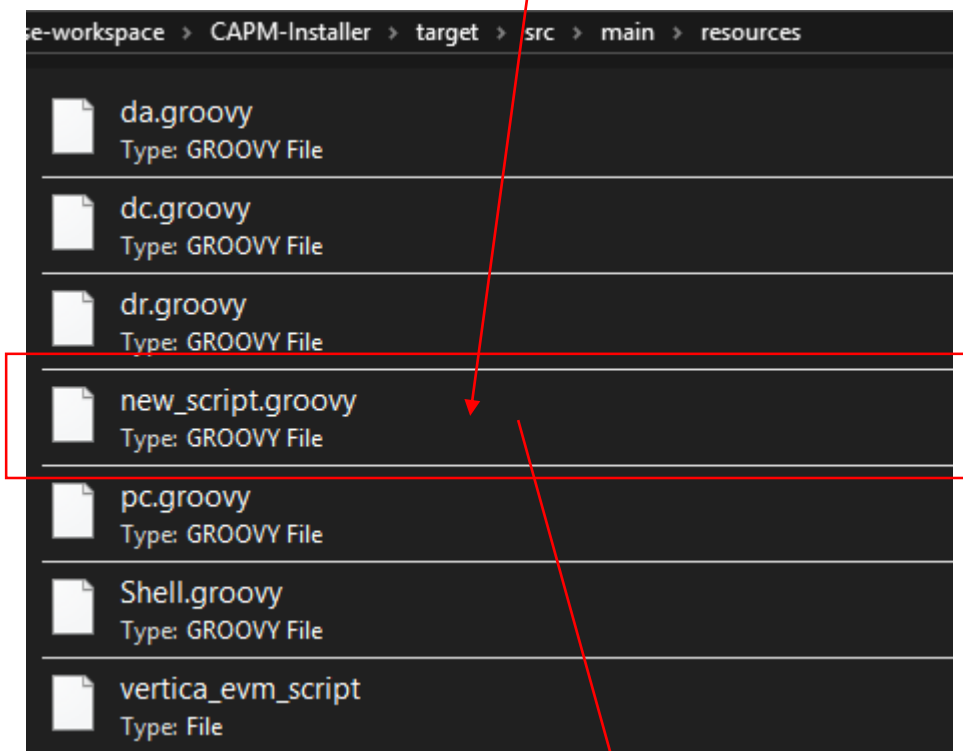 se-workspace > CAPM-Installer > target > src > main > resources
da.groovy
Type: GROOVY File
dc.groovy
Type: GROOVY File
dr.groovy
Type: GROOVY File
new_script.groovy
Type: GROOVY File
pc.groovy
Type: GROOVY File
Shell.groovy
Type: GROOVY File
vertica_evm_script
Type: File